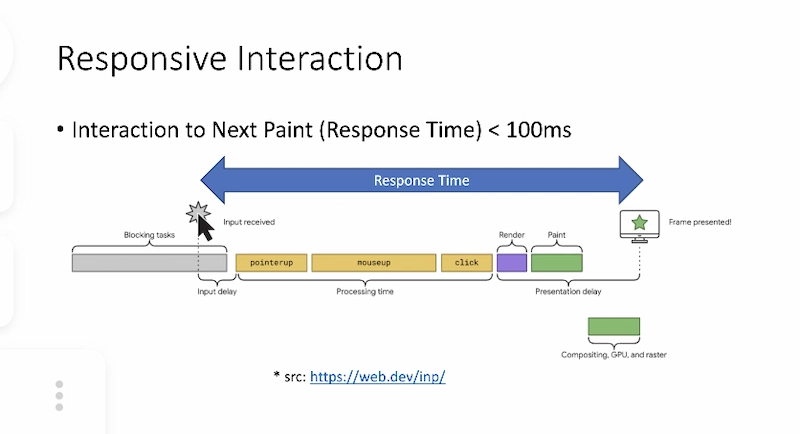 Responsive Interaction
• Interaction to Next Paint (Response Time) < 100ms
Response Time
Input received
Frame presented!
Blocking tasks
Render
Paint
pointerup
mouseup
click
Input delay
Processing time
Presentation delay
Compositing, GPU, and raster
* src: https://web.dev/inp/